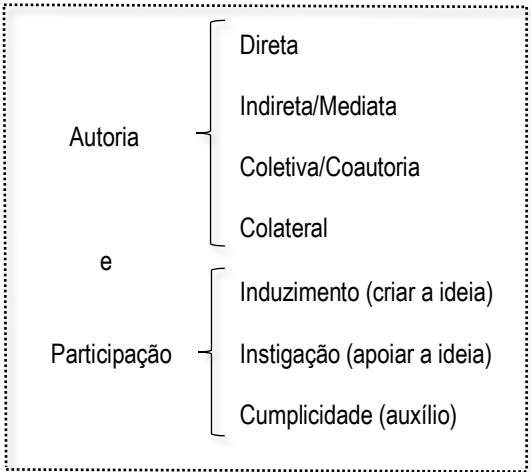 Direta
Indireta/Mediata
Autoria
Coletiva/Coautoria
Colateral
e
Induzimento (criar a ideia)
Participação
Instigação (apoiar a ideia)
Cumplicidade (auxílio)